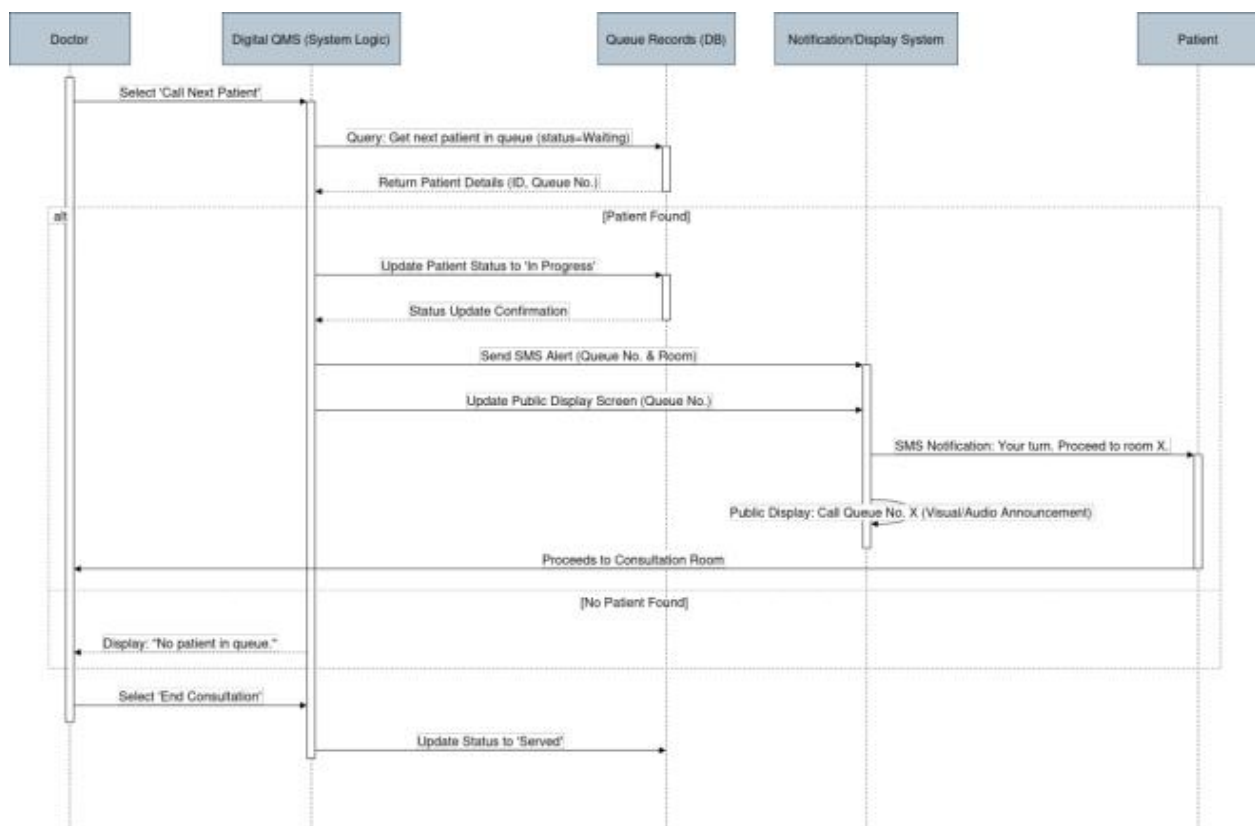 Doctor
Digital QMS (System Logic)
Queue Records (DB)
Notification/Display System
Patient
Select 'Call Next Patient'
Query: Get next patient in queue (status=Waiting)
Return Patient Details (ID, Queue No.)
alt
[Patient Found]
Update Patient Status to 'In Progress'
Status Update Confirmation
Send SMS Alert (Queue No. & Room)
Update Public Display Screen (Queue No.)
SMS Notification: Your turn. Proceed to room X.
Public Display: Call Queue No. X (Visual/Audio Announcement)
Proceeds to Consultation Room
[No Patient Found]
Display: "No patient in queue."
Select 'End Consultation'
Update Status to 'Served'